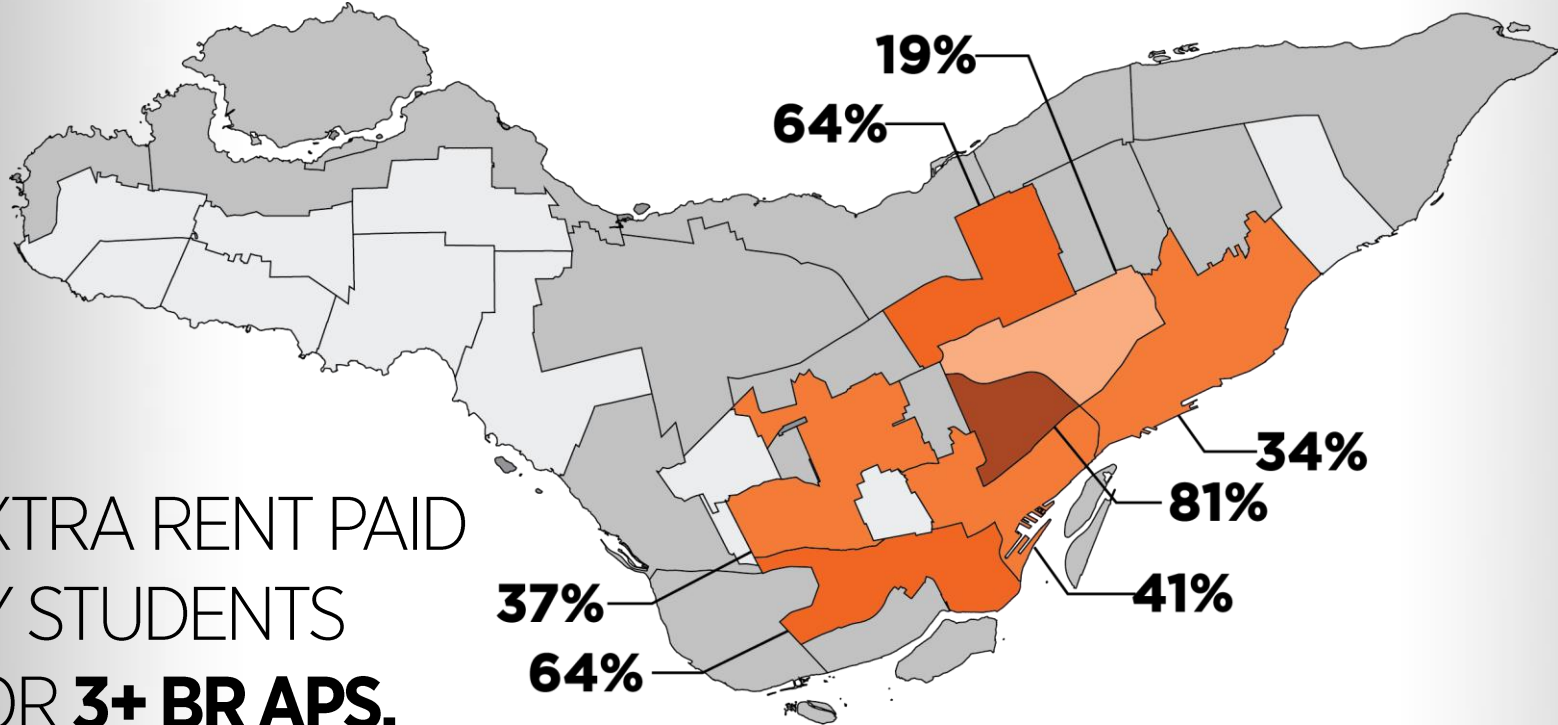 19%
64%
34%
81%
41%
37%
64%
XTRA RENT PAID
Y STUDENTS
OR 3+ BR APS.